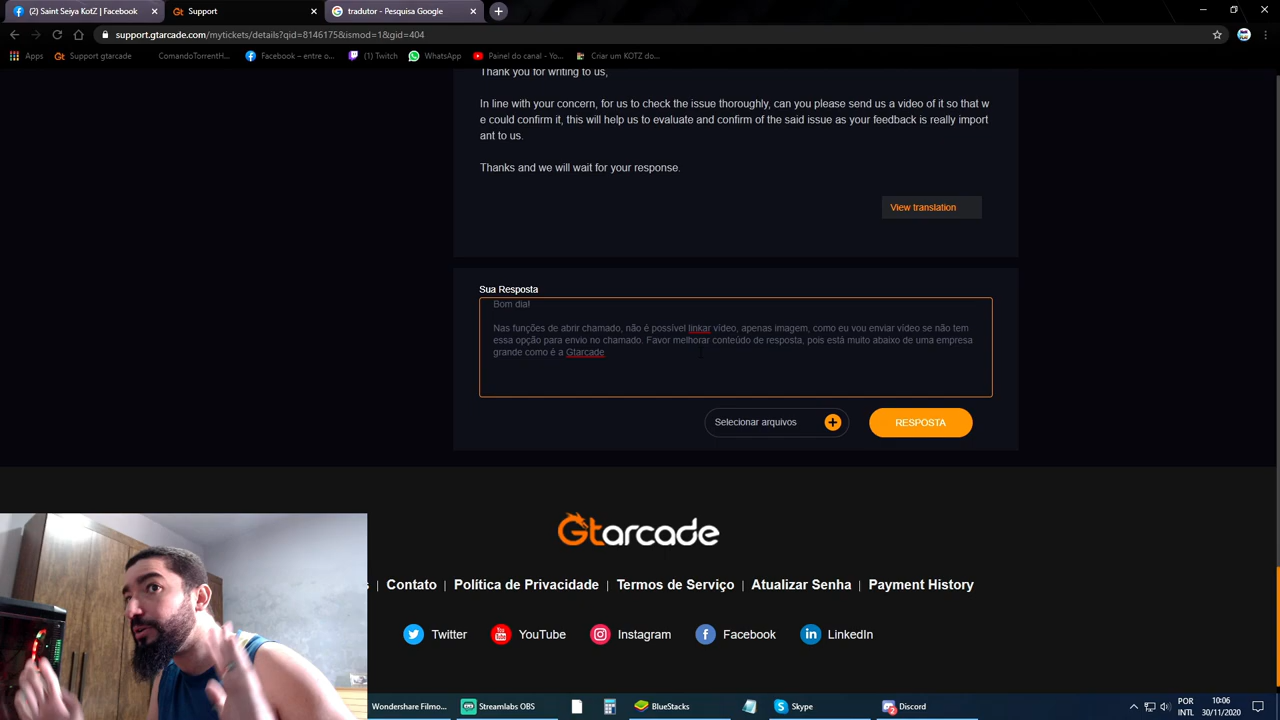 (2) Saint Seiya KotZ | Facebook
Support
tradutor - Pesquisa Google
support.gtarcade.com/mytickets/details?qid=8146175&ismod=1&gid=404
Apps
Support gtarcade
ComandoTorrentH...
Facebook – entre o...
(1) Twitch
WhatsApp
Painel do canal - Yo...
Criar um KOTZ do...
Thank you for writing to us,
In line with your concern, for us to check the issue thoroughly, can you please send us a video of it so that w
e could confirm it, this will help us to evaluate and confirm of the said issue as your feedback is really import
ant to us.
Thanks and we will wait for your response.
View translation
Sua Resposta
Bom dia!
Nas funções de abrir chamado, não é possível linkar vídeo, apenas imagem, como eu vou enviar vídeo se não tem
essa opção para envio no chamado. Favor melhorar conteúdo de resposta, pois está muito abaixo de uma empresa
grande como é a Gtarcade
Selecionar arquivos
RESPOSTA
Gtarcade
Contato | Política de Privacidade | Termos de Serviço | Atualizar Senha | Payment History
Twitter YouTube Instagram Facebook LinkedIn
Wondershare Filmo...
Streamlabs OBS
BlueStacks
Skype
2
Discord
POR
INTL
10:06
30/11/2020